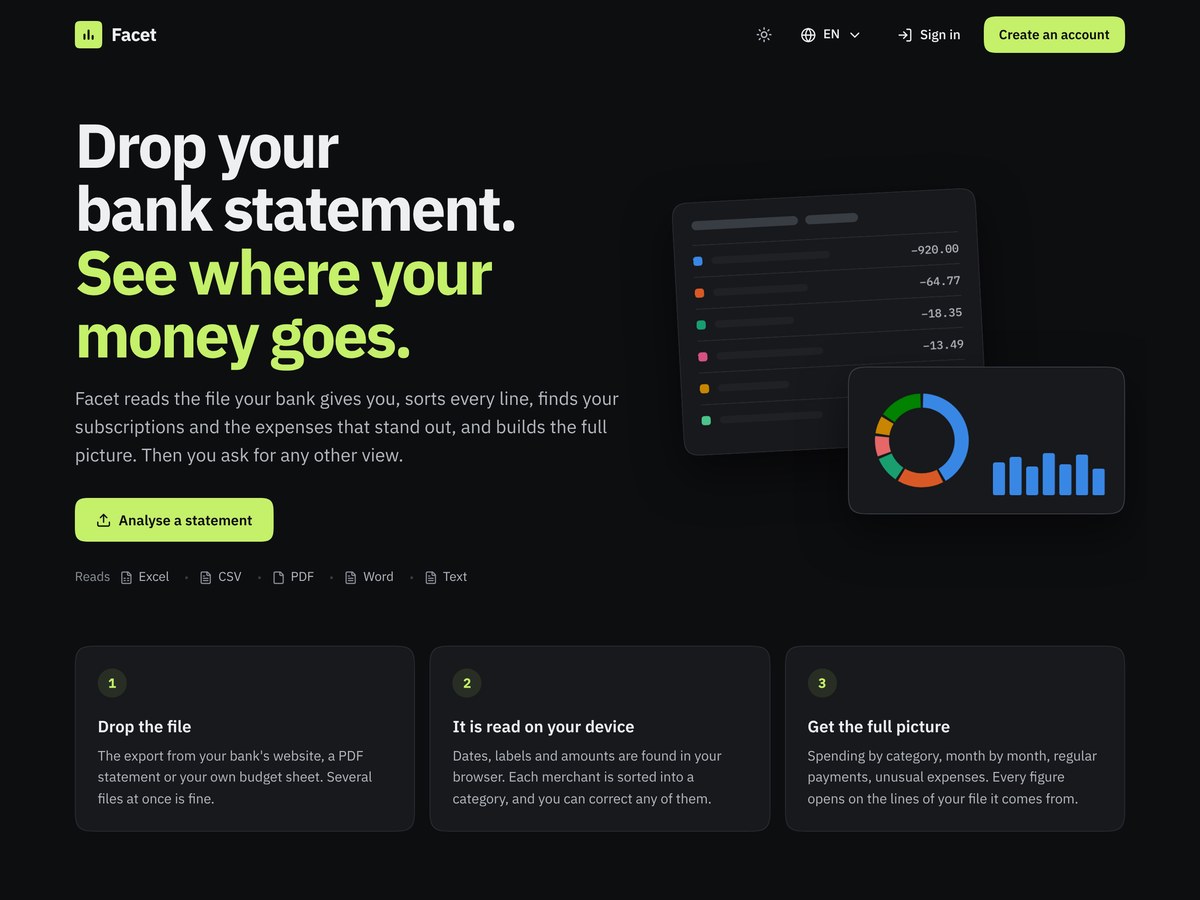 Facet
EN
Sign in
Create an account
Drop your
bank statement.
See where your
money goes.
Facet reads the file your bank gives you, sorts every line, finds your
subscriptions and the expenses that stand out, and builds the full
picture. Then you ask for any other view.
Analyse a statement
Reads Excel · CSV · PDF · Word · Text
−920.00
−64.77
−18.35
−13.49
1
Drop the file
The export from your bank's website, a PDF
statement or your own budget sheet. Several
files at once is fine.
2
It is read on your device
Dates, labels and amounts are found in your
browser. Each merchant is sorted into a
category, and you can correct any of them.
3
Get the full picture
Spending by category, month by month, regular
payments, unusual expenses. Every figure
opens on the lines of your file it comes from.